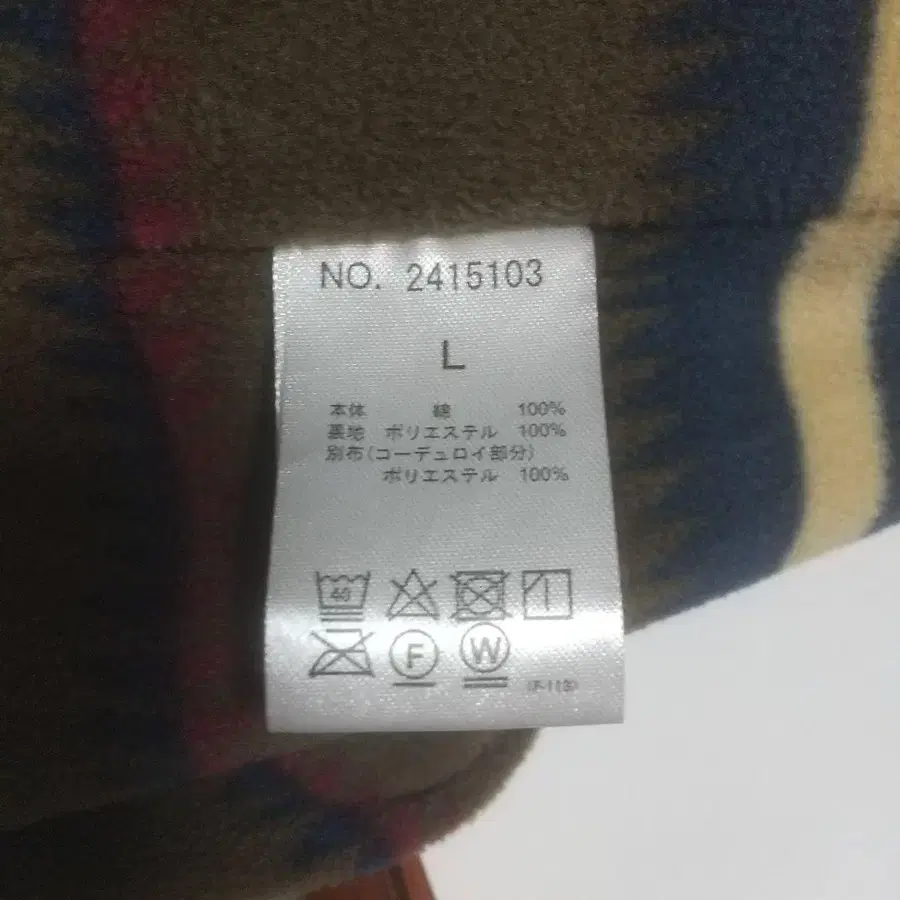 NO. 2415103
L
本体 綿 100%
裏地 ポリエステル 100%
別布(コーデュロイ部分)
ポリエステル 100%
40
F W
(F-113)